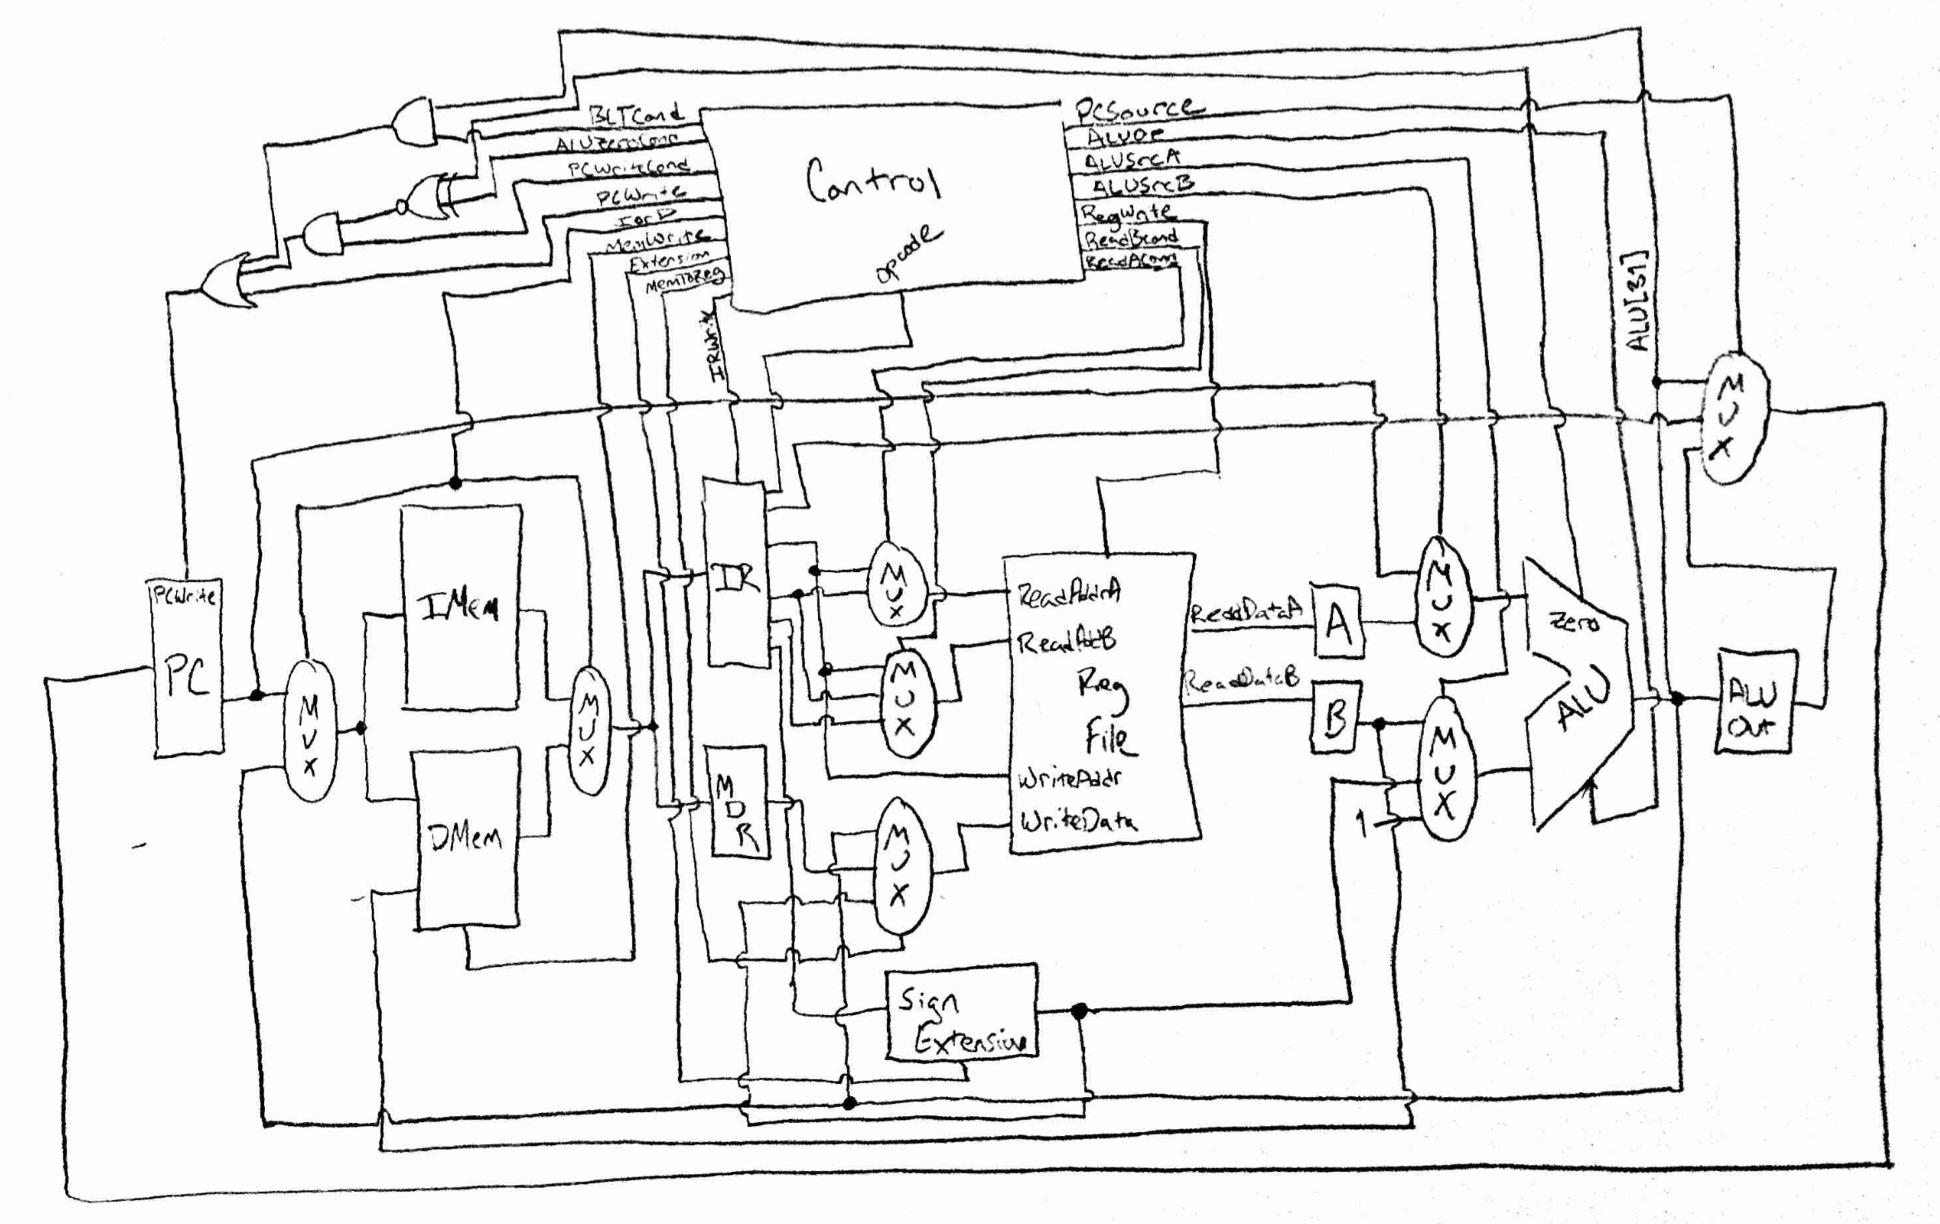 BLTCond
ALUZeroCond
PCWriteCond
PCWrite
IorD
MemWrite
Extension
MemToReg
IRWrite
Control
Opcode
PCSource
ALUOp
ALUSrcA
ALUSrcB
RegWrite
ReadBCond
ReadACond
ALU[31]
MUX
PCWrite
PC
MUX
IMem
DMem
MUX
IR
MDR
MUX
MUX
MUX
ReadAddrA
ReadAddB
Reg
File
WriteAddr
WriteData
ReadDataA
ReadDataB
A
B
MUX
MUX
1
Zero
ALU
ALU
Out
Sign
Extension